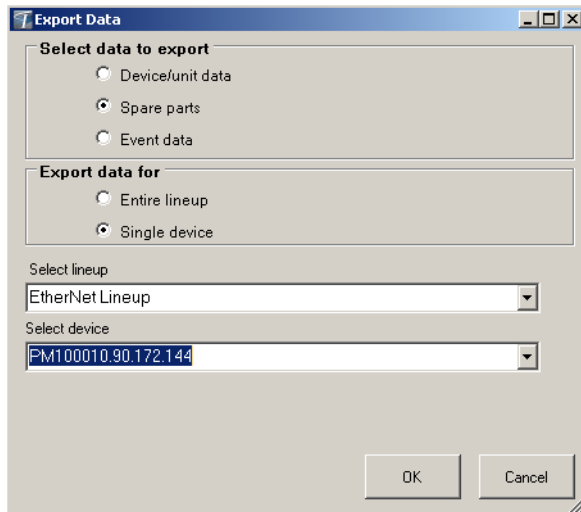 Export Data
Select data to export
Device/unit data
Spare parts
Event data
Export data for
Entire lineup
Single device
Select lineup
EtherNet Lineup
Select device
PM100010.90.172.144
OK Cancel